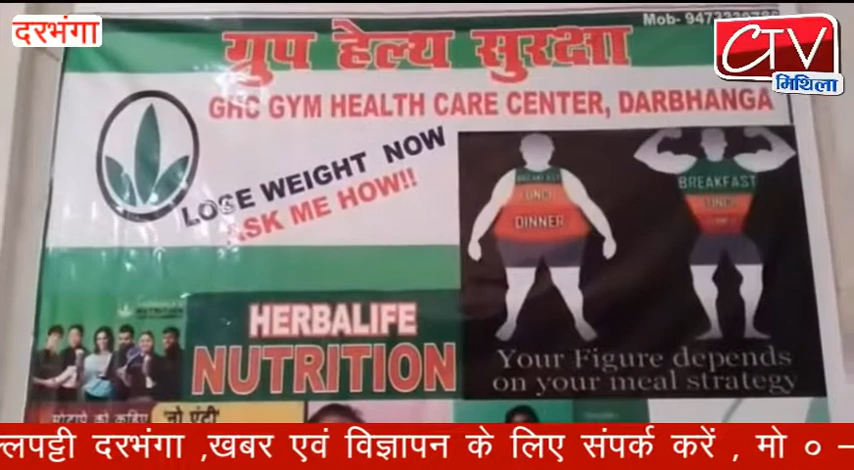 दरभंगा
Mob-
CTV
मिथिला
ग्रुप हेल्थ सुरक्षा
GHC GYM HEALTH CARE CENTER, DARBHANGA
LOSE WEIGHT NOW
ASK ME HOW!!
BREAKFAST
LUNCH
DINNER
BREAKFAST
LUNCH
HERBALIFE
NUTRITION
Your Figure depends
on your meal strategy
मोटापे को कहिए 'नो एंट्री'
लपट्टी दरभंगा ,खबर एवं विज्ञापन के लिए संपर्क करें , मो ० –